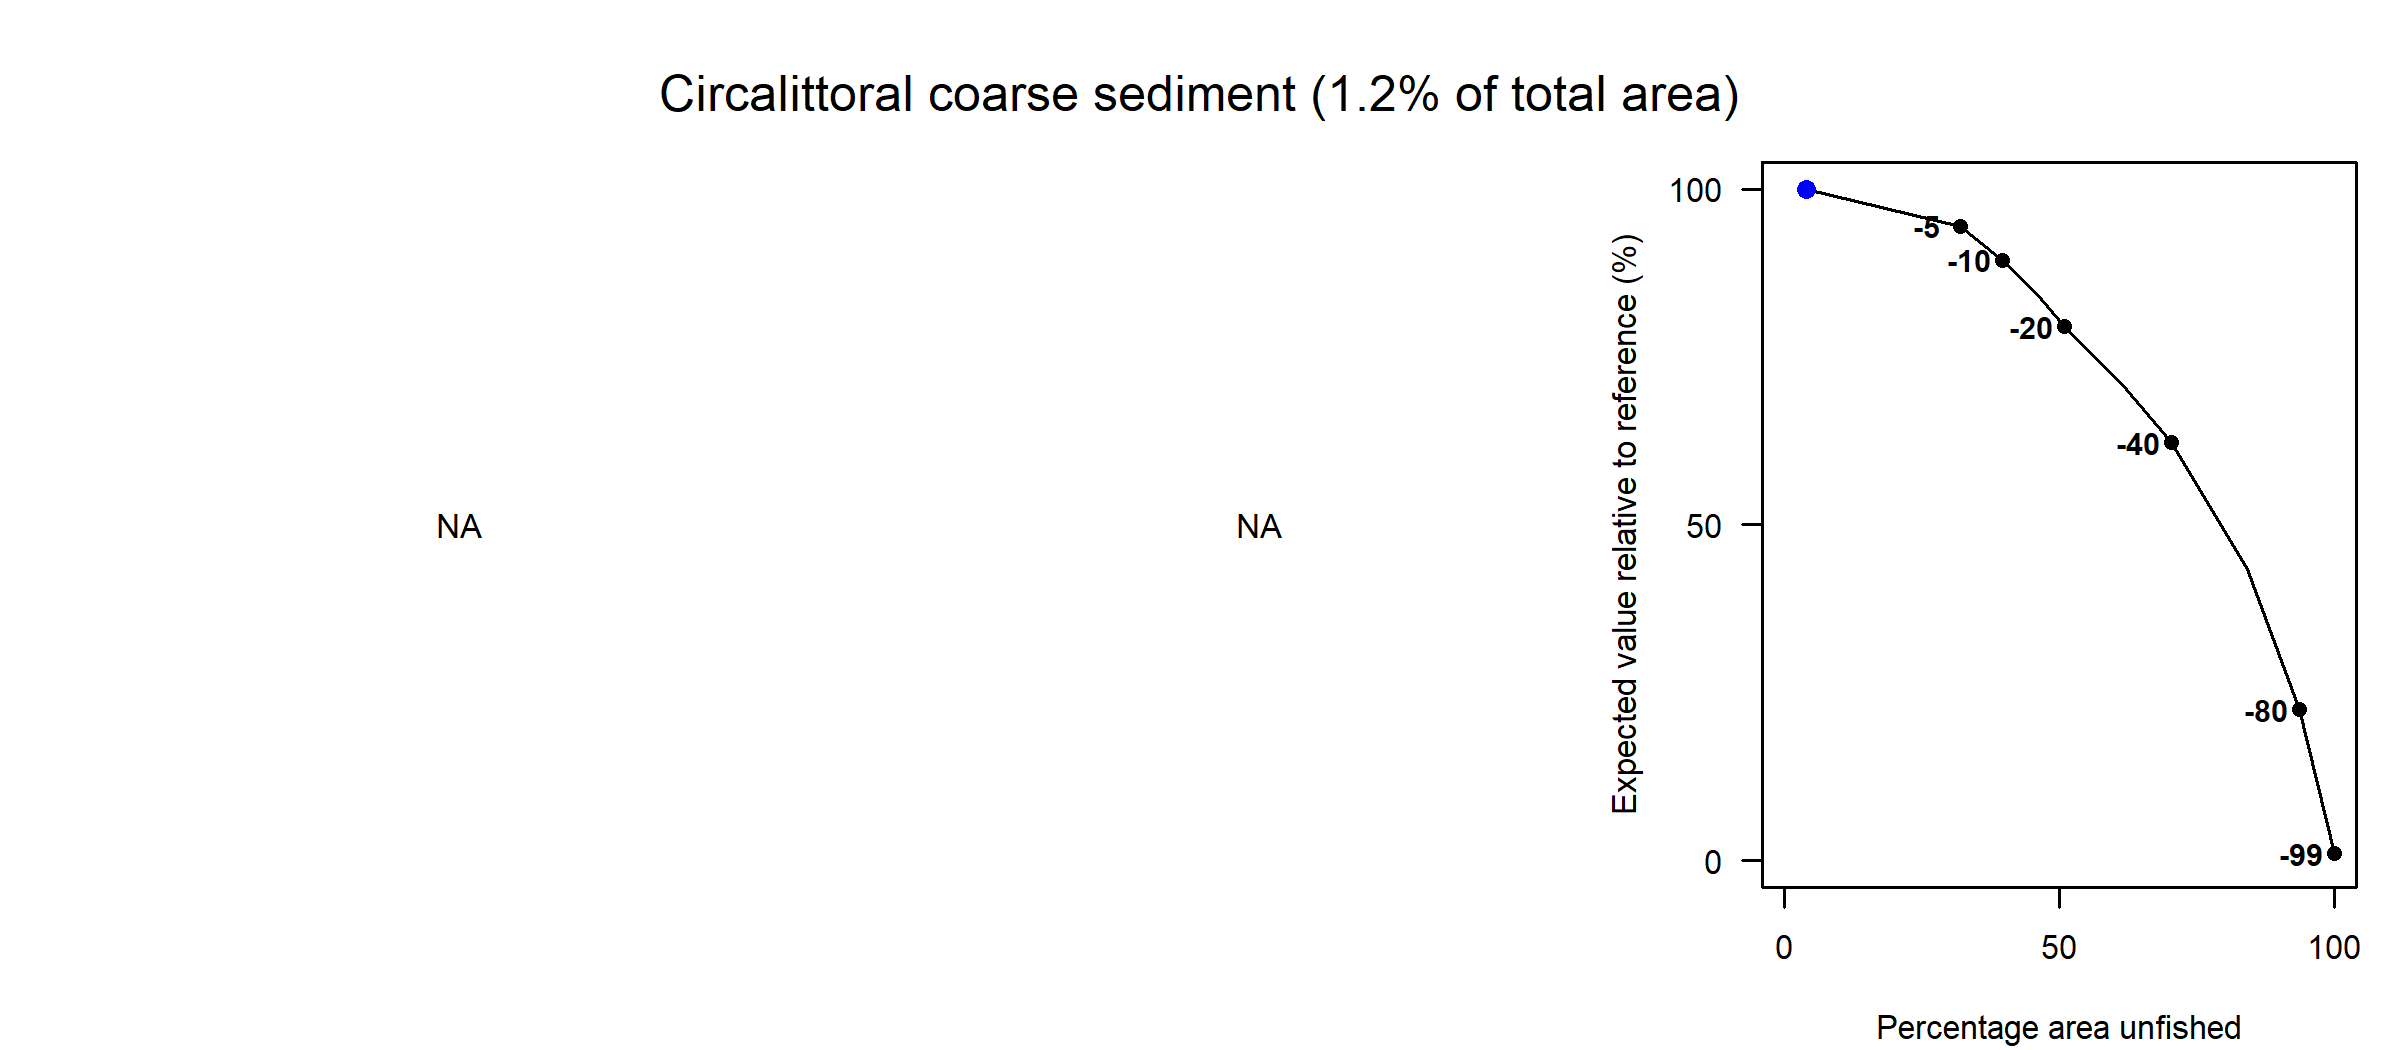 Circalittoral coarse sediment (1.2% of total area)
NA
NA
Expected value relative to reference (%)
100
50
0
-5
-10
-20
-40
-80
-99
0
50
100
Percentage area unfished